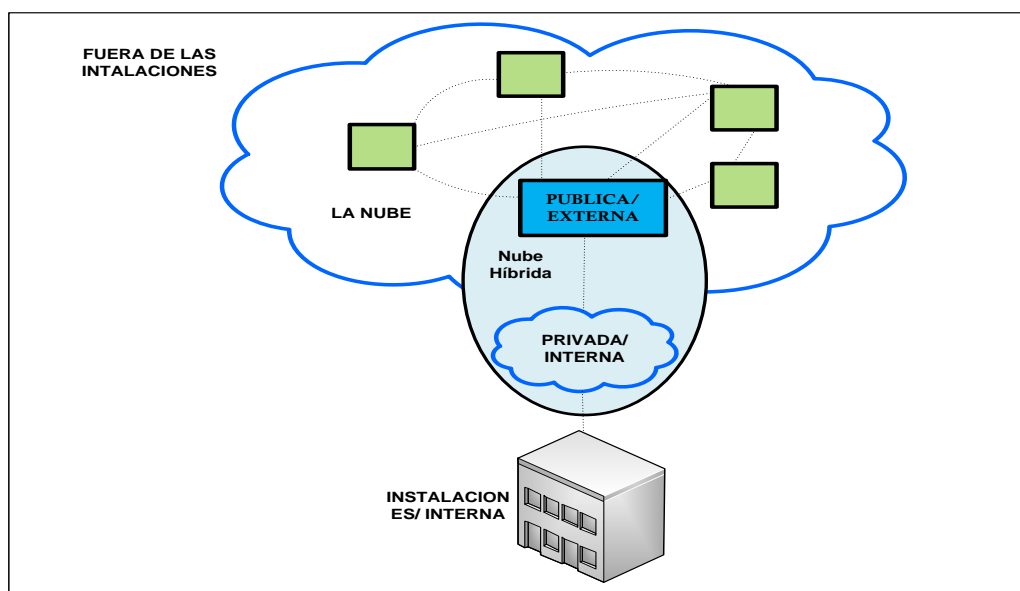 FUERA DE LAS
INTALACIONES
LA NUBE
PUBLICA/
EXTERNA
Nube
Híbrida
PRIVADA/
INTERNA
INSTALACION
ES/ INTERNA